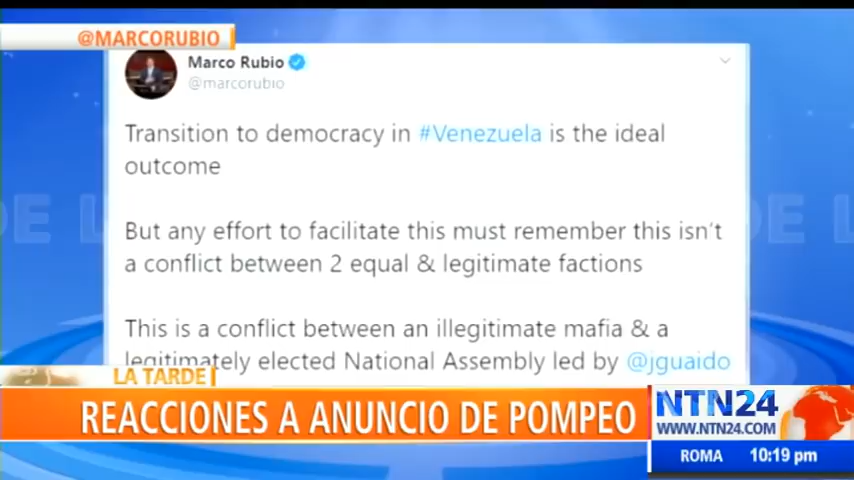 @MARCORUBIO
Marco Rubio
@marcorubio
Transition to democracy in #Venezuela is the ideal
outcome
But any effort to facilitate this must remember this isn't
a conflict between 2 equal & legitimate factions
This is a conflict between an illegitimate mafia & a
legitimately elected National Assembly led by @jguaido
DE L
DE L
LA TARDE
REACCIONES A ANUNCIO DE POMPEO
NTN24
WWW.NTN24.COM
ROMA 10:19 pm